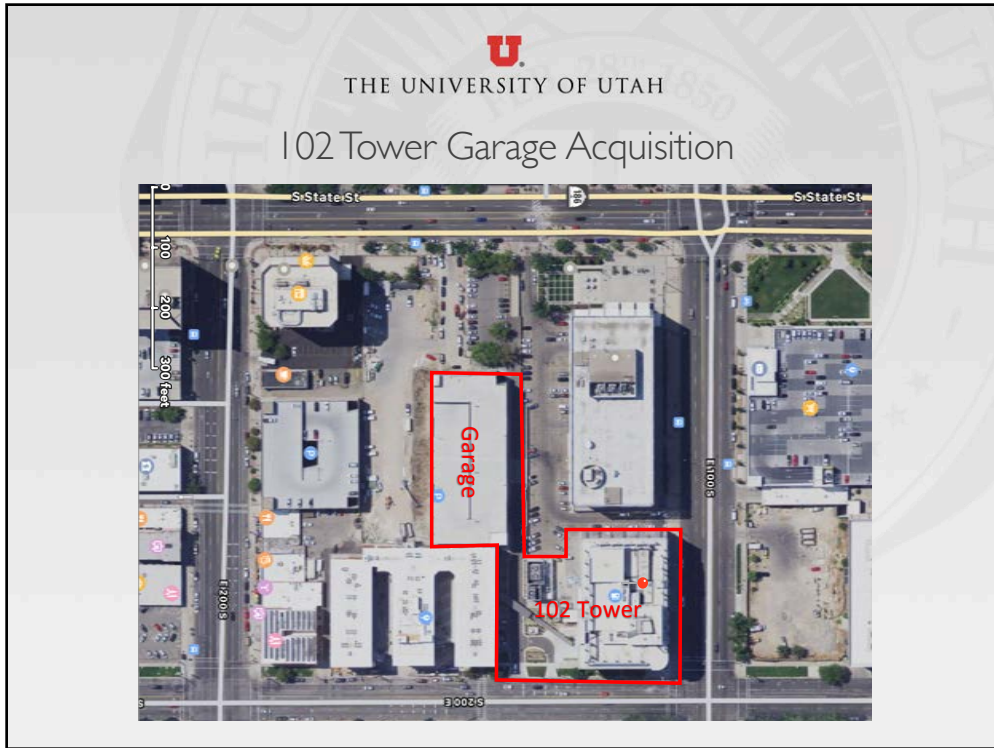 THE UNIVERSITY OF UTAH
102 Tower Garage Acquisition
0
100
200
300 feet
S State St
186
S State St
Garage
102 Tower
E 100 S
E 200 S
S 200 E